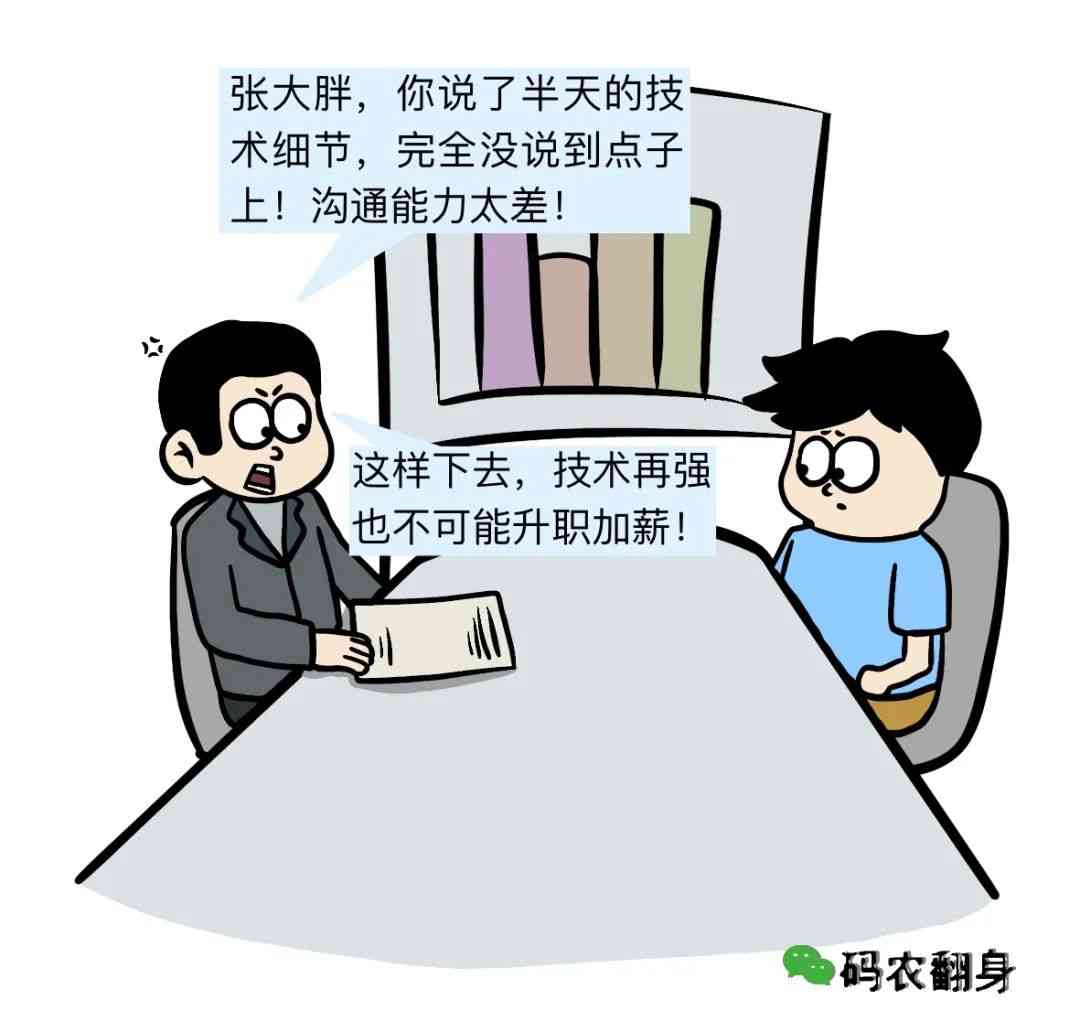 张大胖，你说了半天的技
术细节，完全没说到点子
上！沟通能力太差！
这样下去，技术再强
也不可能升职加薪！
码农翻身